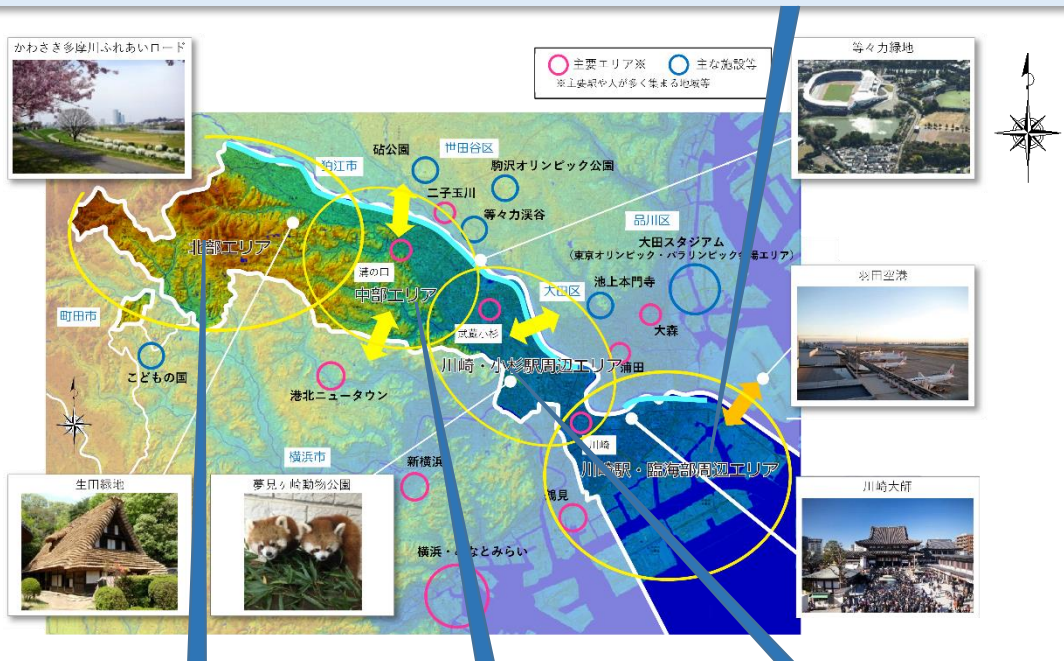 かわさき多摩川ふれあいロード
主要エリア※
主な施設等
※主要駅や人が多く集まる地域等
等々力緑地
砧公園
世田谷区
狛江市
駒沢オリンピック公園
二子玉川
等々力渓谷
品川区
大田スタジアム
(東京オリンピック・パラリンピック会場エリア)
北部エリア
溝の口
中部エリア
大田区
池上本門寺
羽田空港
町田市
武蔵小杉
大森
こどもの国
川崎・小杉駅周辺エリア
蒲田
港北ニュータウン
川崎
横浜市
新横浜
川崎駅・臨海部周辺エリア
鶴見
生田緑地
夢見ヶ崎動物公園
川崎大師
横浜・みなとみらい